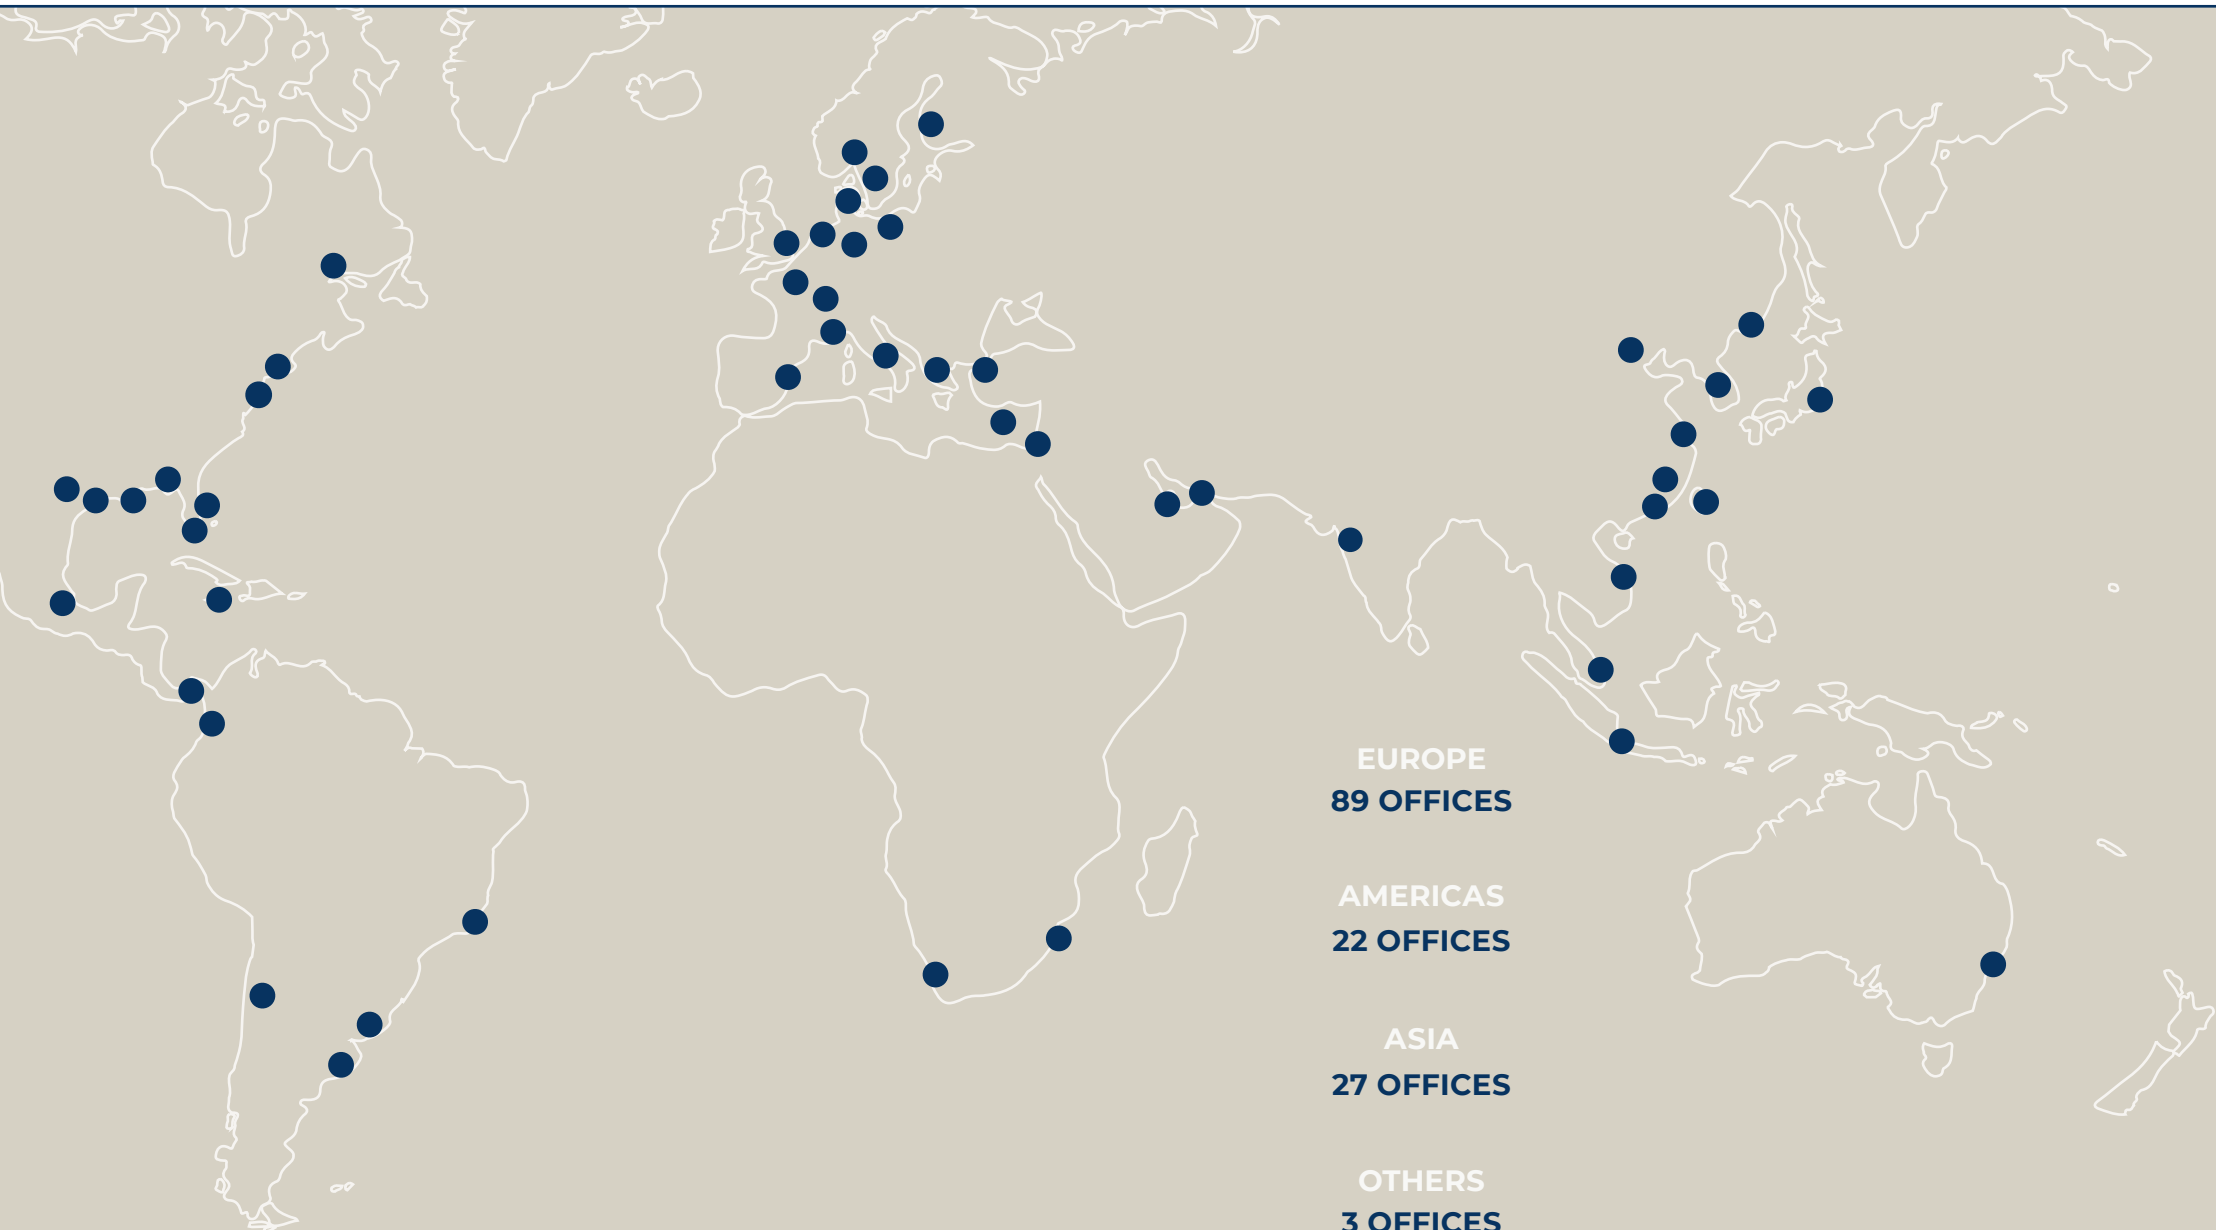 EUROPE
89 OFFICES
AMERICAS
22 OFFICES
ASIA
27 OFFICES
OTHERS
3 OFFICES